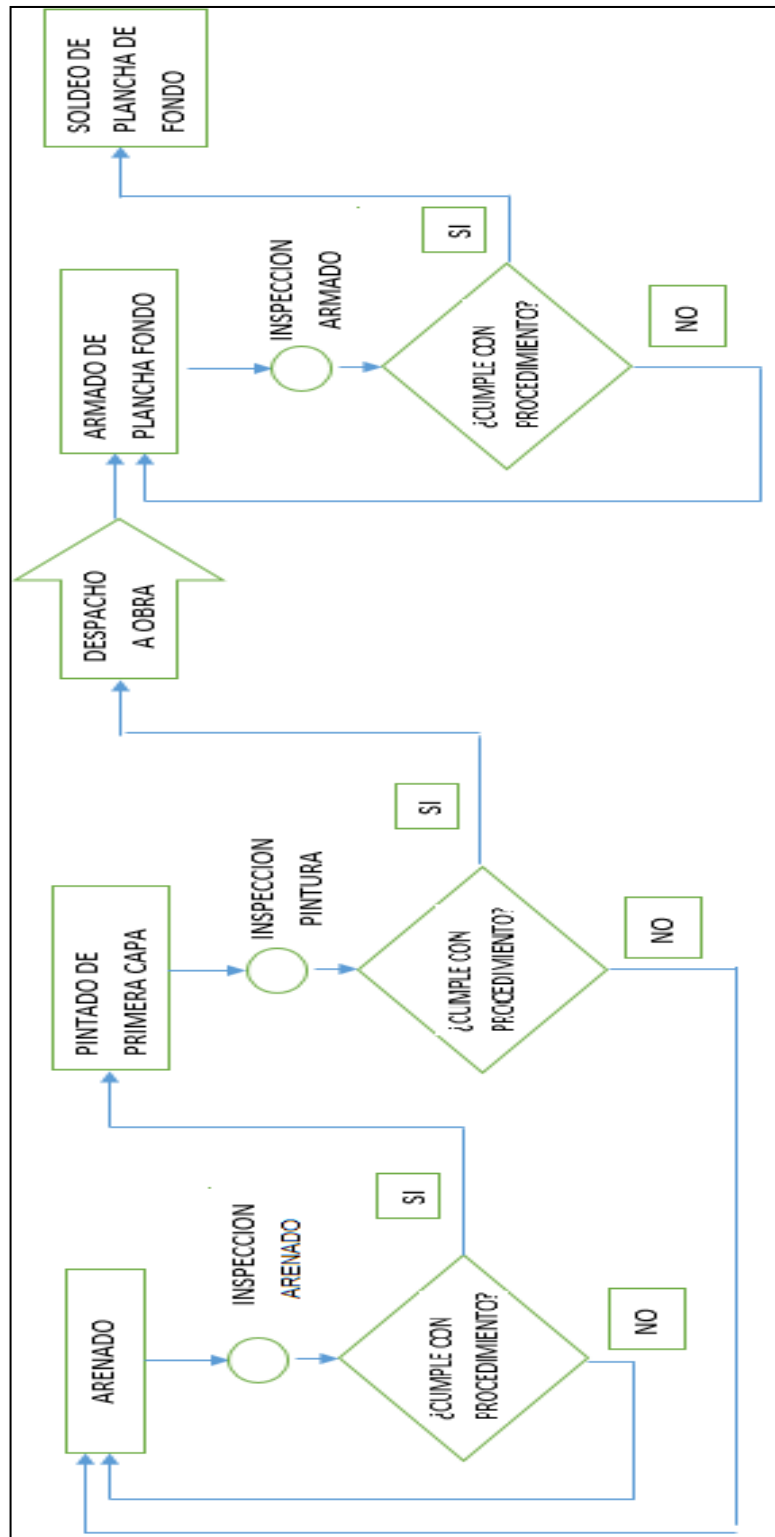 ARENADO
INSPECCION
ARENADO
¿CUMPLE CON
PROCEDIMIENTO?
SI
NO
PINTADO DE
PRIMERA CAPA
INSPECCION
PINTURA
¿CUMPLE CON
PROCEDIMIENTO?
SI
NO
DESPACHO
A OBRA
ARMADO DE
PLANCHA FONDO
INSPECCION
ARMADO
¿CUMPLE CON
PROCEDIMIENTO?
SI
NO
SOLDEO DE
PLANCHA DE
FONDO